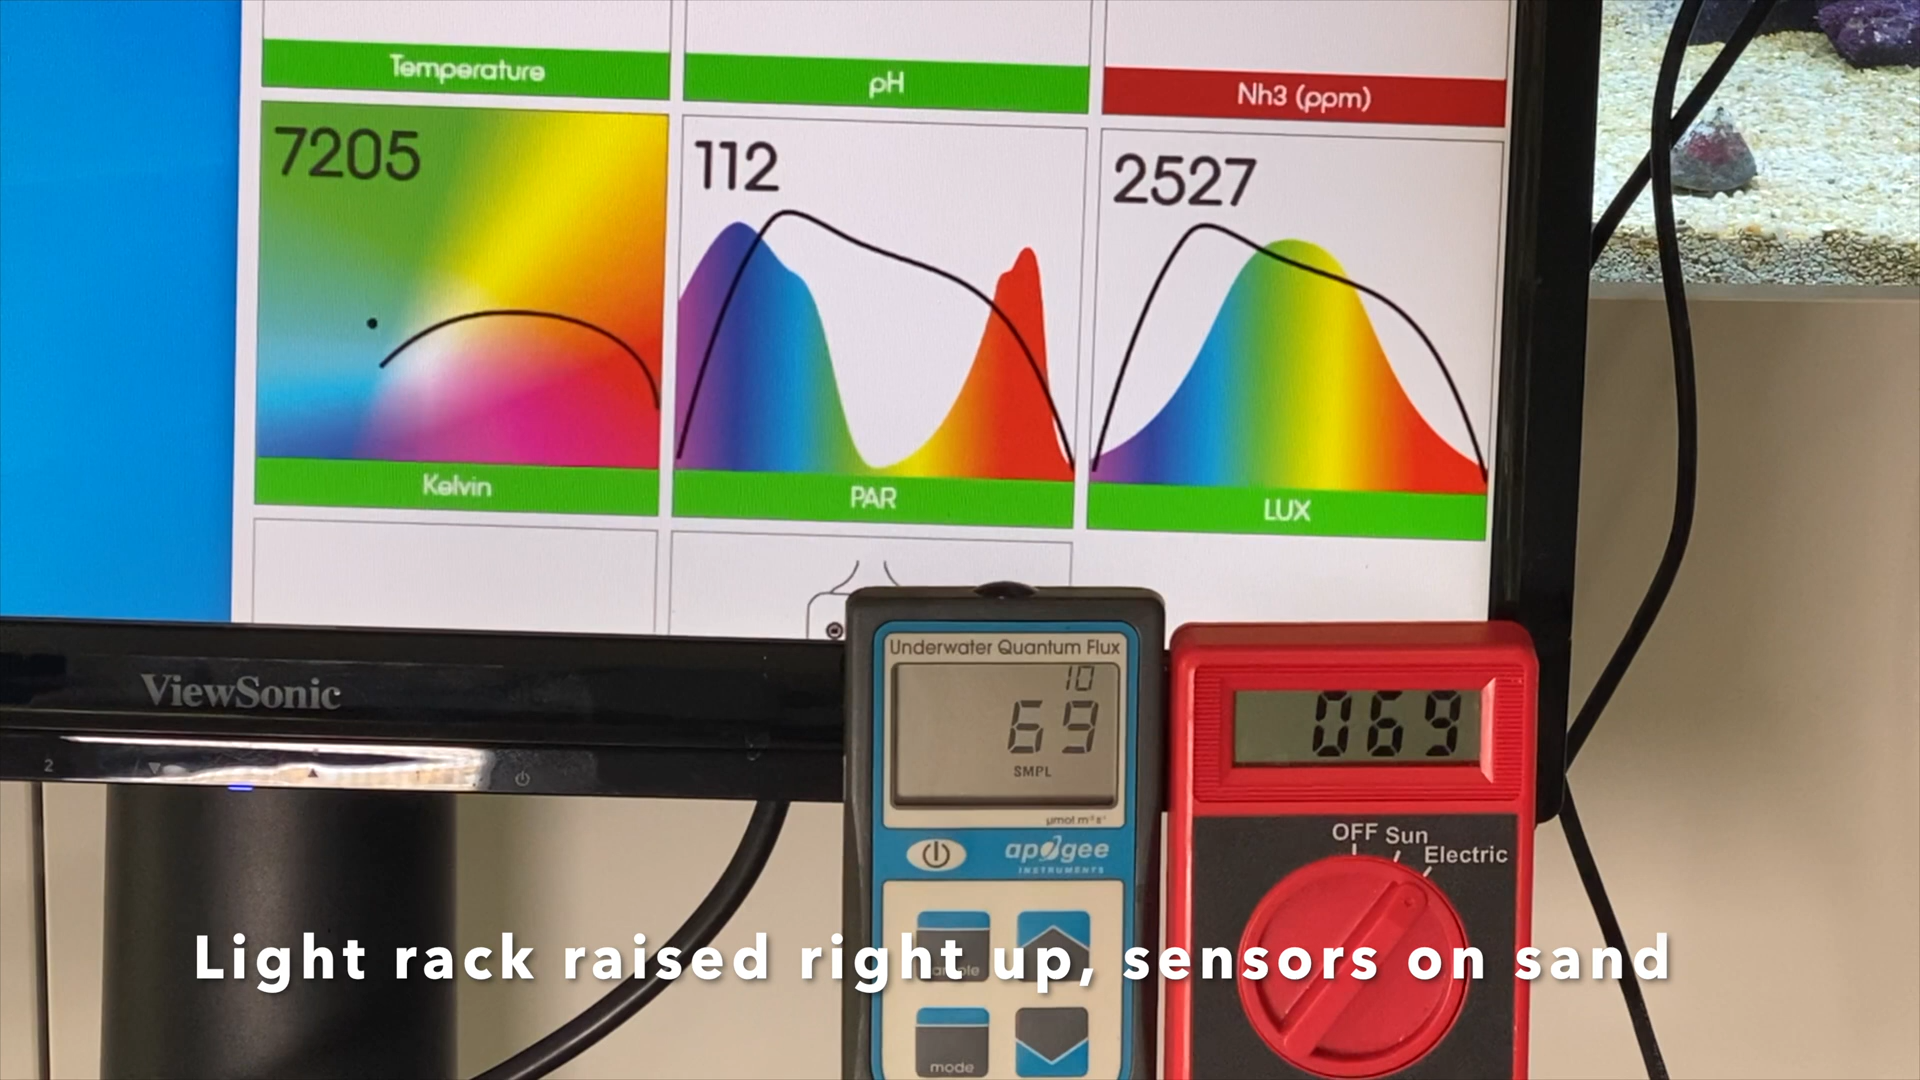 Temperature
pH
Nh3 (ppm)
7205
112
2527
Kelvin
PAR
LUX
Underwater Quantum Flux
10
69
SMPL
µmol m⁻² s⁻¹
apogee
INSTRUMENTS
069
OFF Sun
Electric
ViewSonic
2
Light rack raised right up, sensors on sand
mode